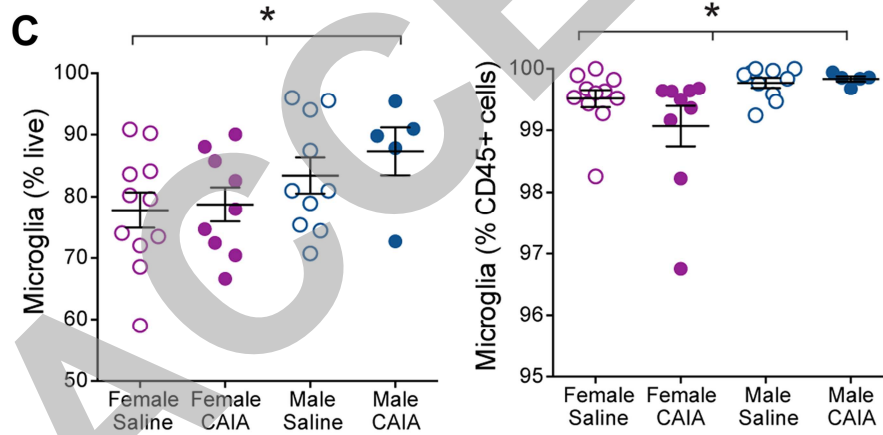 C
*
Microglia (% live)
100
90
80
70
60
50
Female Saline
Female CAIA
Male Saline
Male CAIA
*
Microglia (% CD45+ cells)
100
99
98
97
96
95
Female Saline
Female CAIA
Male Saline
Male CAIA
ACCE